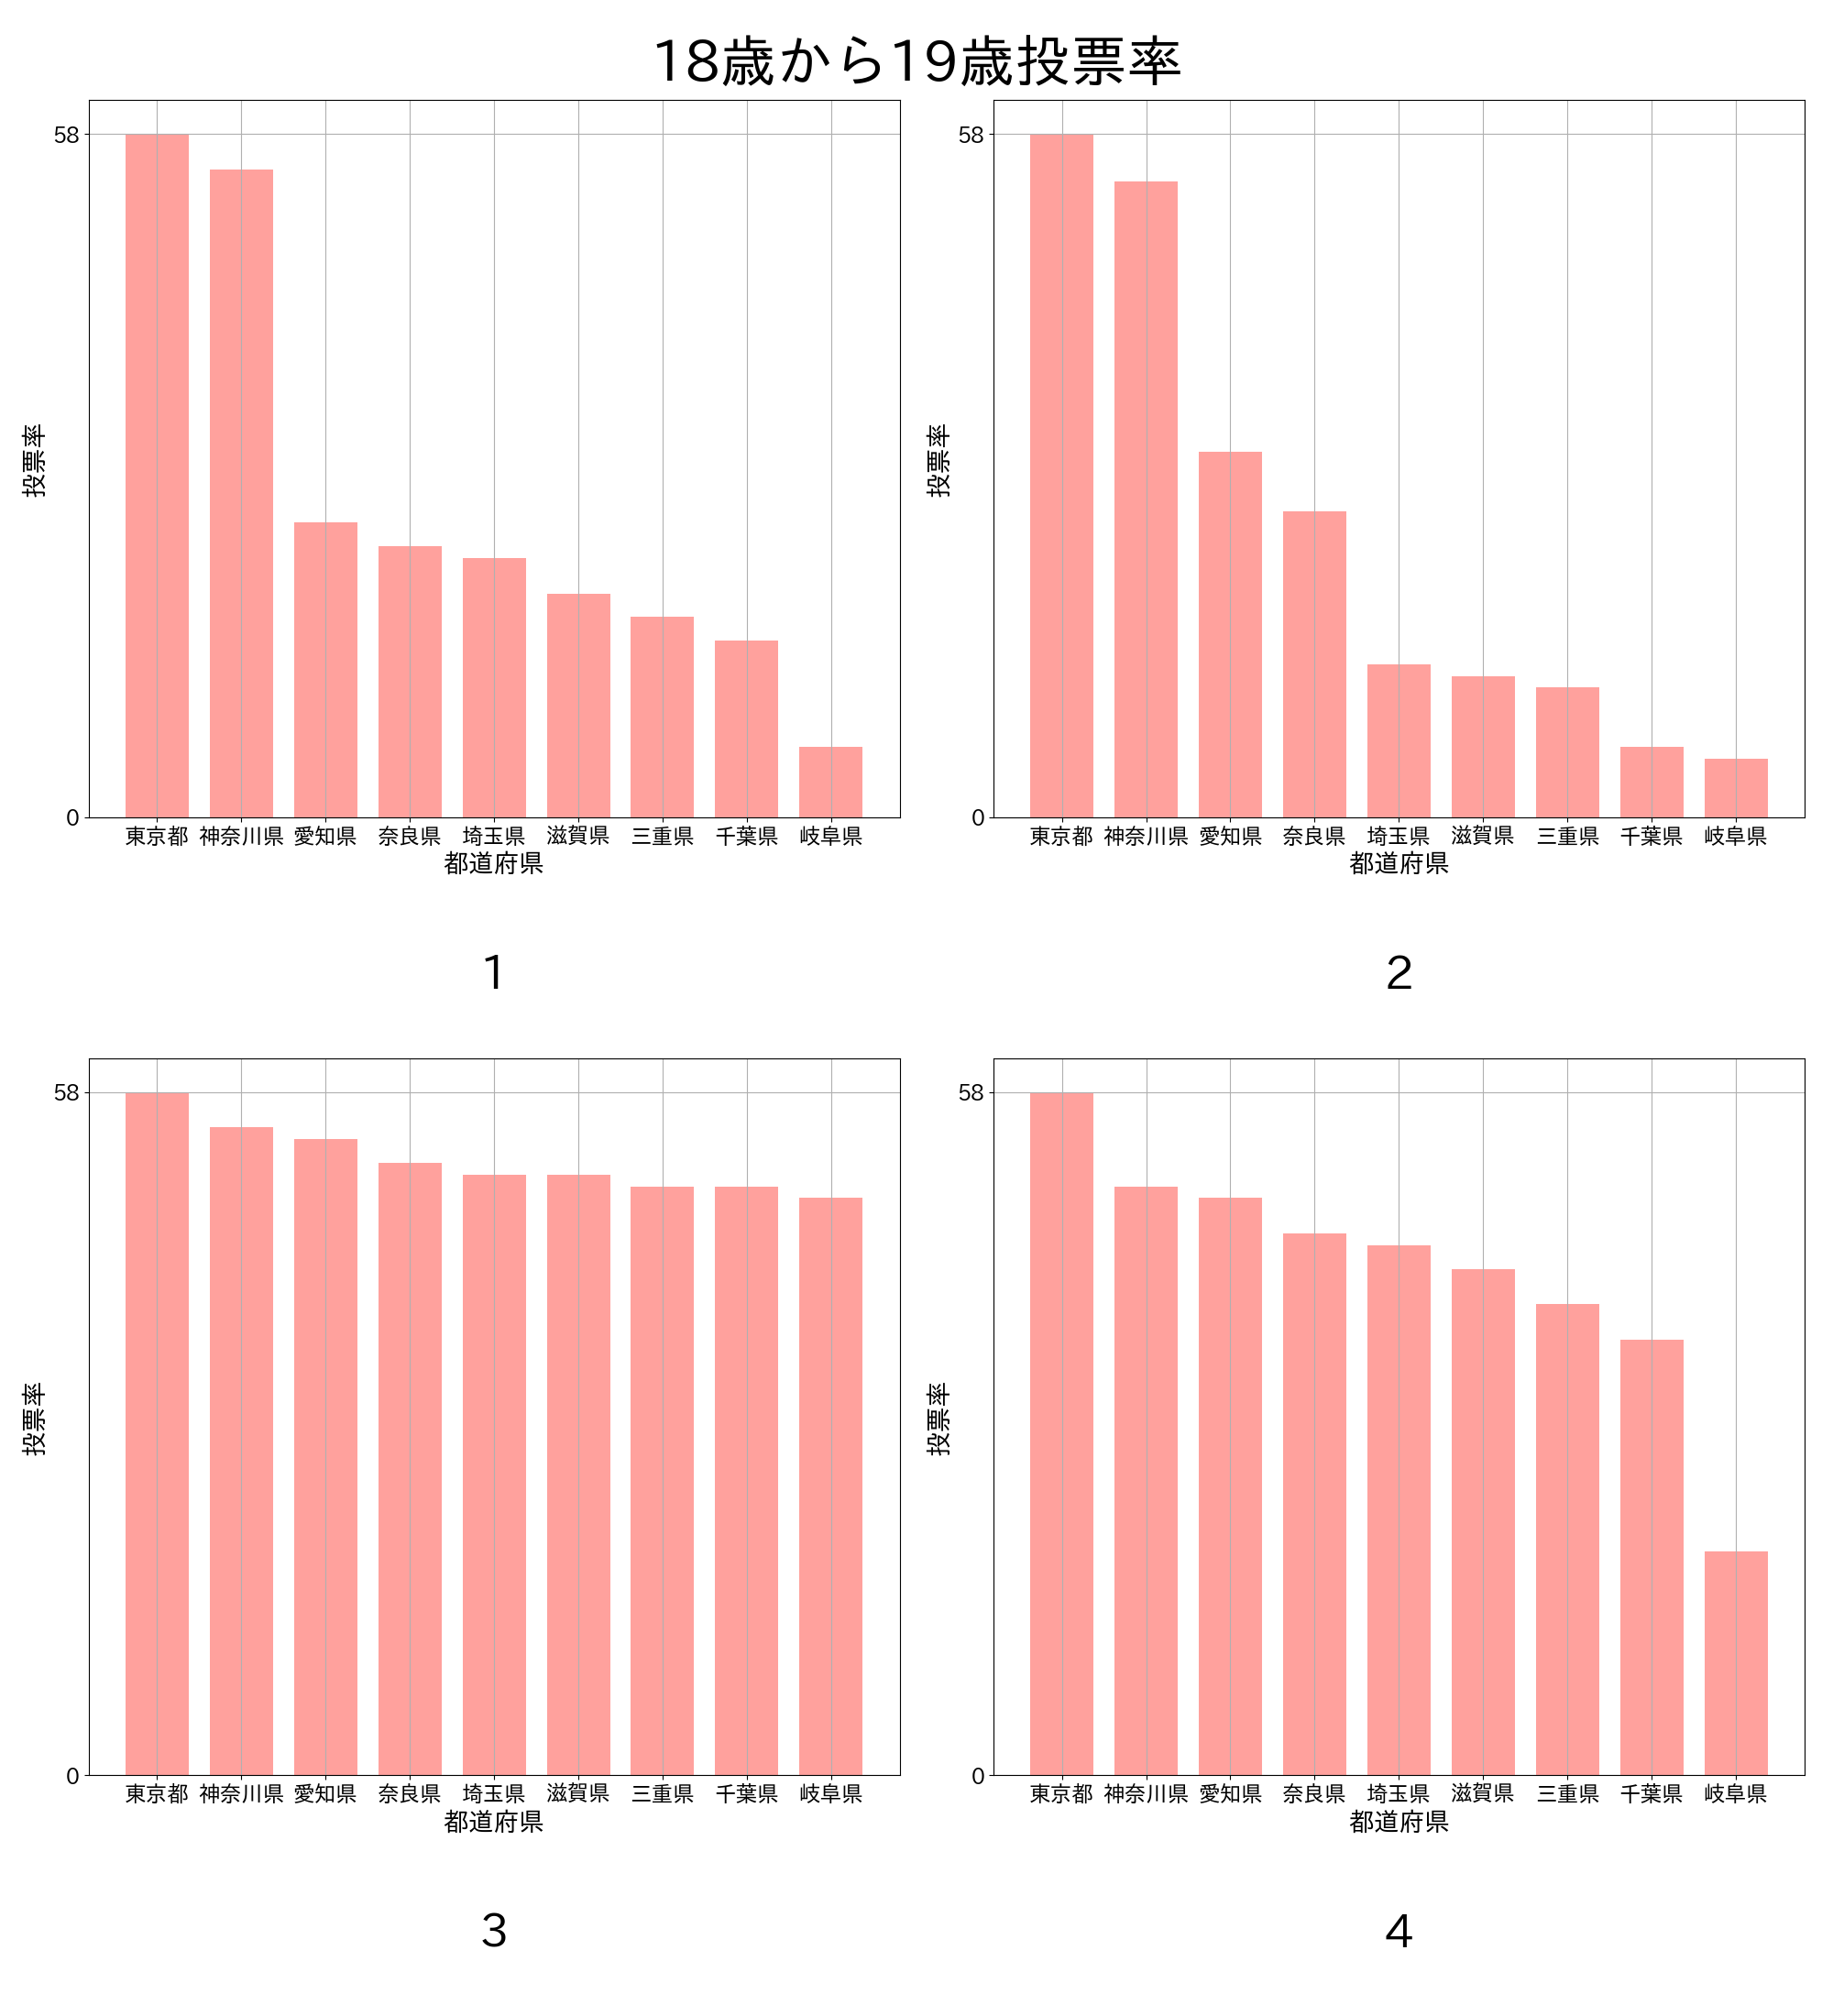 18歳から19歳投票率
58
0
投票率
東京都 神奈川県 愛知県 奈良県 埼玉県 滋賀県 三重県 千葉県 岐阜県
都道府県
1
58
0
投票率
東京都 神奈川県 愛知県 奈良県 埼玉県 滋賀県 三重県 千葉県 岐阜県
都道府県
2
58
0
投票率
東京都 神奈川県 愛知県 奈良県 埼玉県 滋賀県 三重県 千葉県 岐阜県
都道府県
3
58
0
投票率
東京都 神奈川県 愛知県 奈良県 埼玉県 滋賀県 三重県 千葉県 岐阜県
都道府県
4